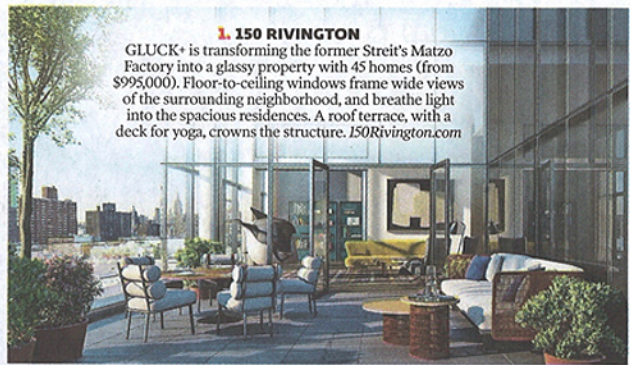 1. 150 RIVINGTON
GLUCK+ is transforming the former Streit's Matzo
Factory into a glassy property with 45 homes (from
$995,000). Floor-to-ceiling windows frame wide views
of the surrounding neighborhood, and breathe light
into the spacious residences. A roof terrace, with a
deck for yoga, crowns the structure. 150Rivington.com